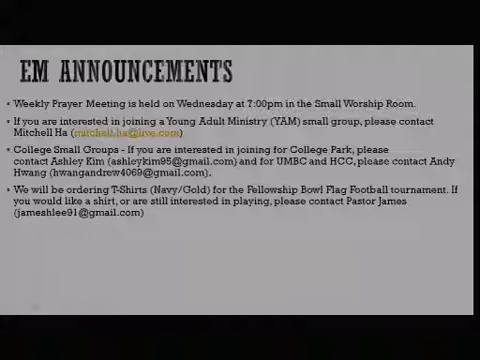 EM ANNOUNCEMENTS
▪ Weekly Prayer Meeting is held on Wednesday at 7:00pm in the Small Worship Room.
▪ If you are interested in joining a Young Adult Ministry (YAM) small group, please contact
Mitchell Ha (mitchell.ha@live.com)
▪ College Small Groups - If you are interested in joining for College Park, please
contact Ashley Kim (ashleykim95@gmail.com) and for UMBC and HCC, please contact Andy
Hwang (hwangandrew4069@gmail.com).
▪ We will be ordering T-Shirts (Navy/Gold) for the Fellowship Bowl Flag Football tournament. If
you would like a shirt, or are still interested in playing, please contact Pastor James
(jameshlee91@gmail.com)